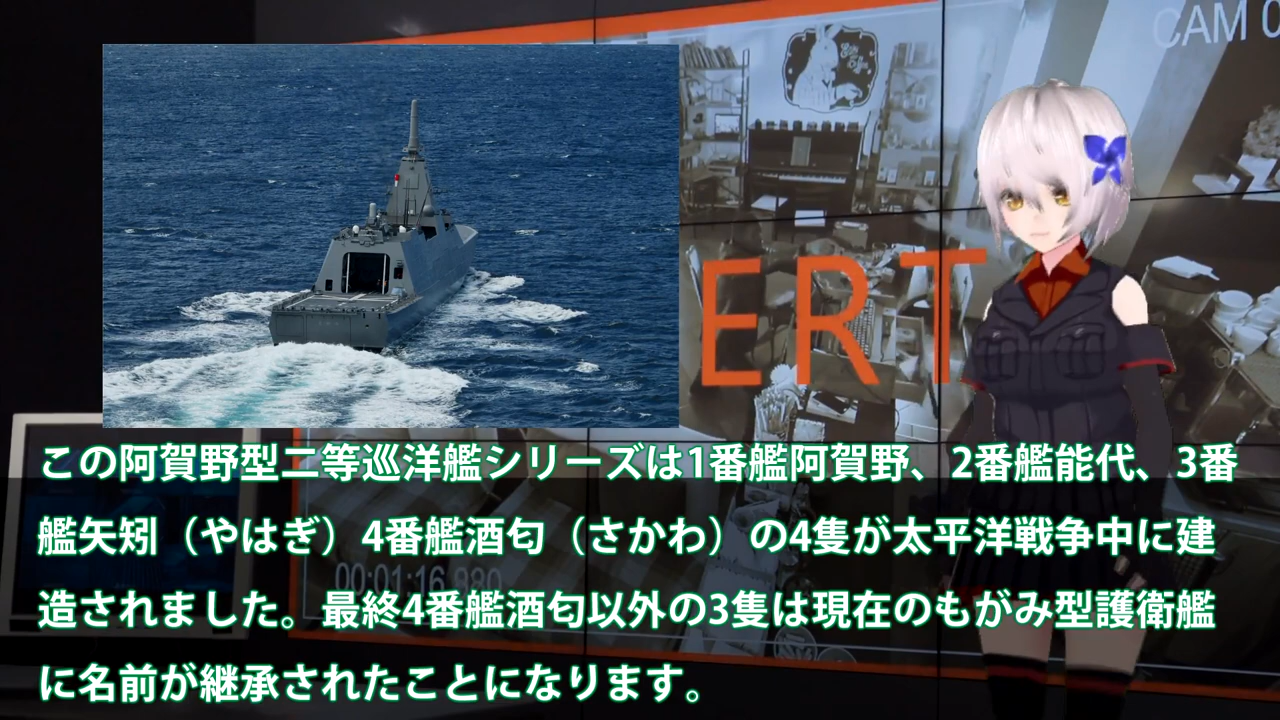 CAM 0
ERT
この阿賀野型二等巡洋艦シリーズは1番艦阿賀野、2番艦能代、3番
艦矢矧（やはぎ）4番艦酒匂（さかわ）の4隻が太平洋戦争中に建
00:01:16.880
造されました。最終4番艦酒匂以外の3隻は現在のもがみ型護衛艦
に名前が継承されたことになります。